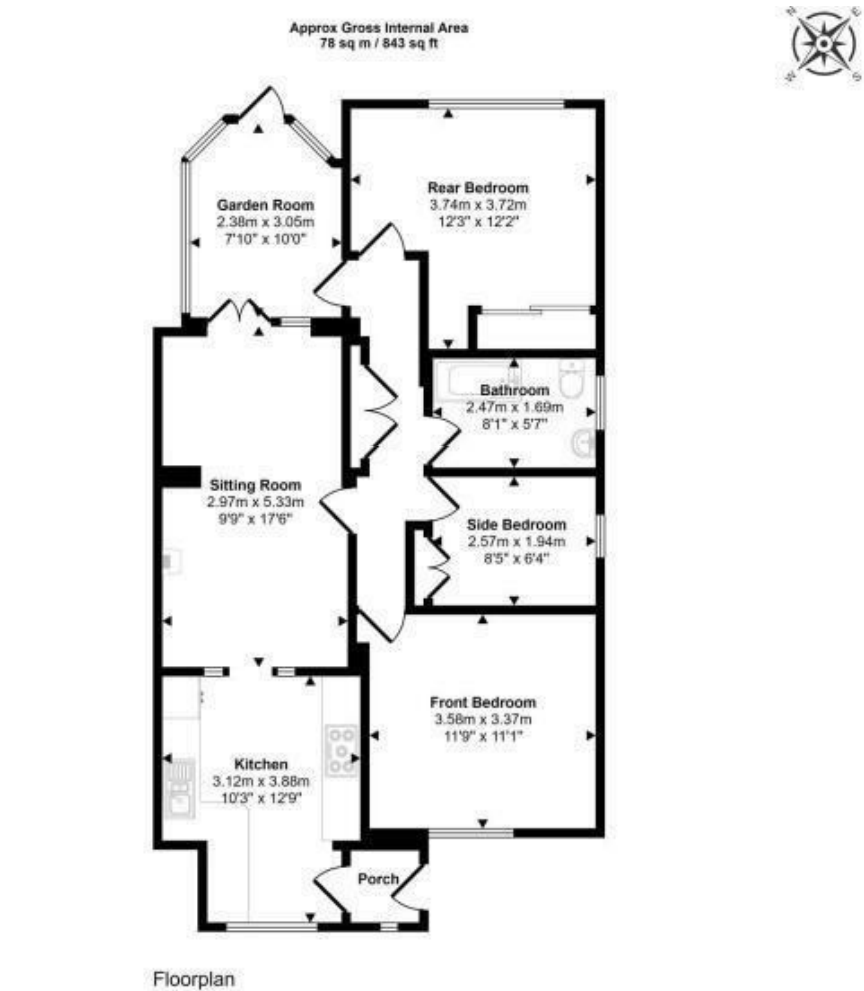 Approx Gross Internal Area
78 sq m / 843 sq ft
N
E
W
S
Garden Room
2.38m x 3.05m
7'10" x 10'0"
Rear Bedroom
3.74m x 3.72m
12'3" x 12'2"
Bathroom
2.47m x 1.69m
8'1" x 5'7"
Sitting Room
2.97m x 5.33m
9'9" x 17'6"
Side Bedroom
2.57m x 1.94m
8'5" x 6'4"
Front Bedroom
3.58m x 3.37m
11'9" x 11'1"
Kitchen
3.12m x 3.88m
10'3" x 12'9"
Porch
Floorplan